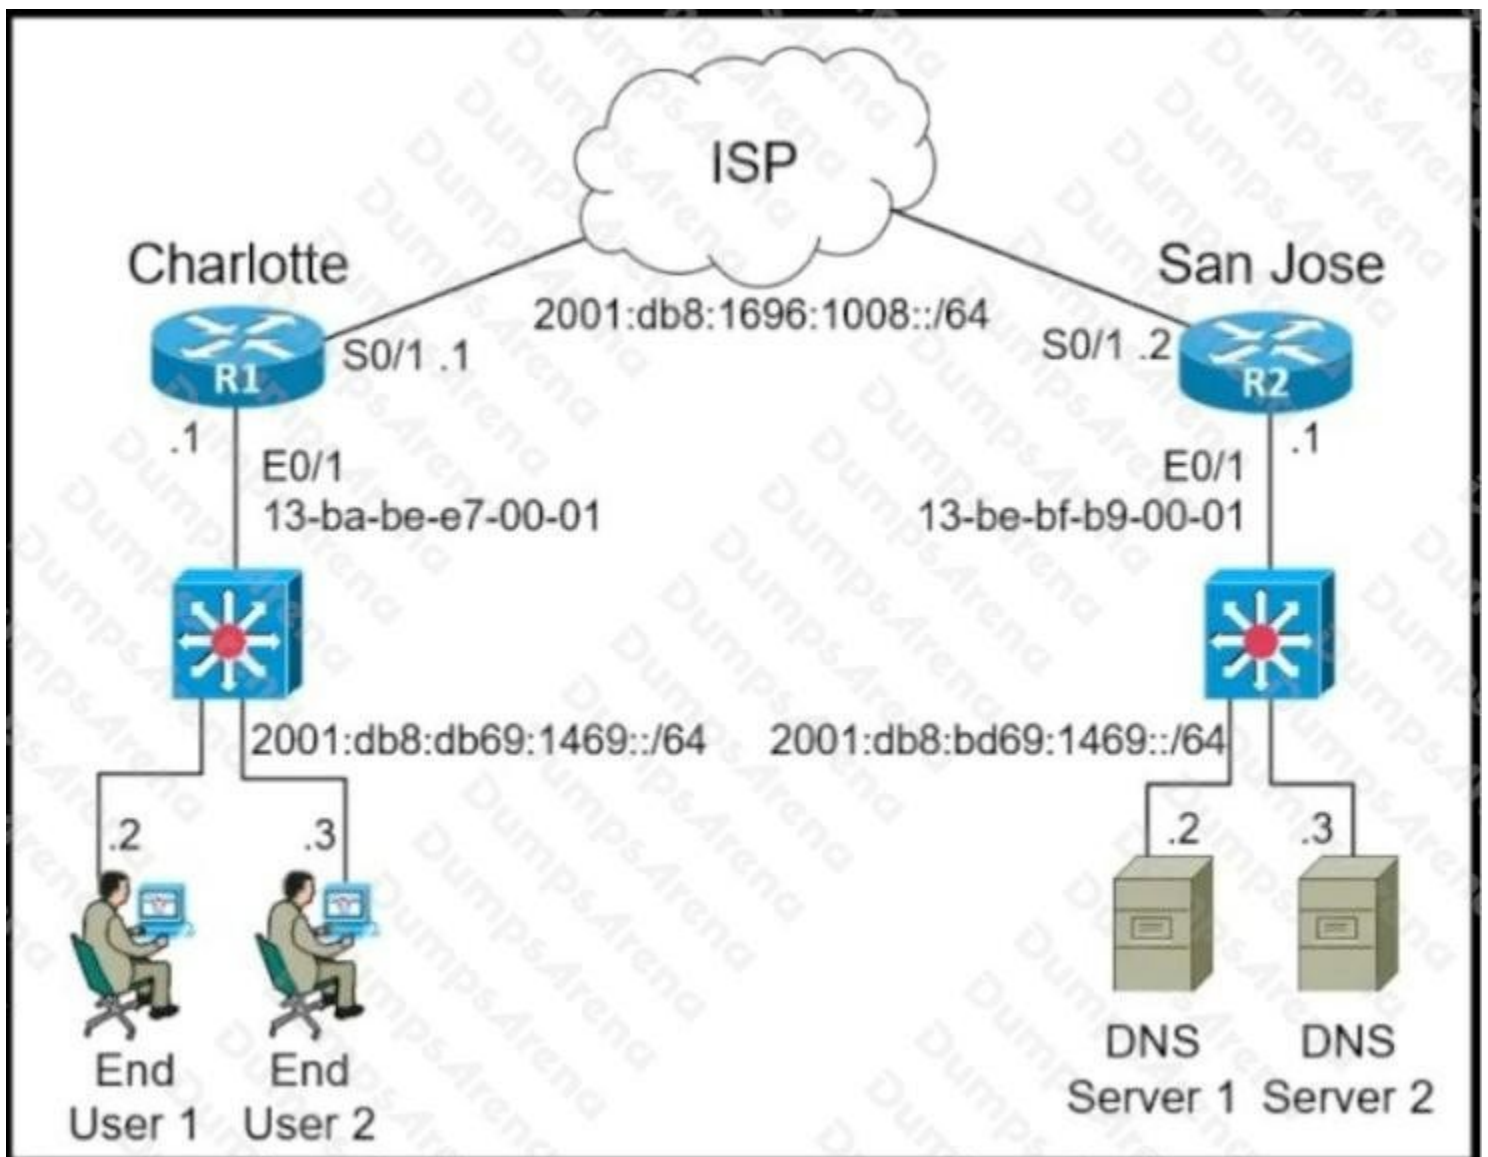 ISP
Charlotte
San Jose
2001:db8:1696:1008::/64
S0/1 .1
S0/1 .2
R1
R2
.1
.1
E0/1
13-ba-be-e7-00-01
E0/1
13-be-bf-b9-00-01
2001:db8:db69:1469::/64
2001:db8:bd69:1469::/64
.2
.3
.2
.3
End
User 1
End
User 2
DNS
Server 1
DNS
Server 2
DumpsArena